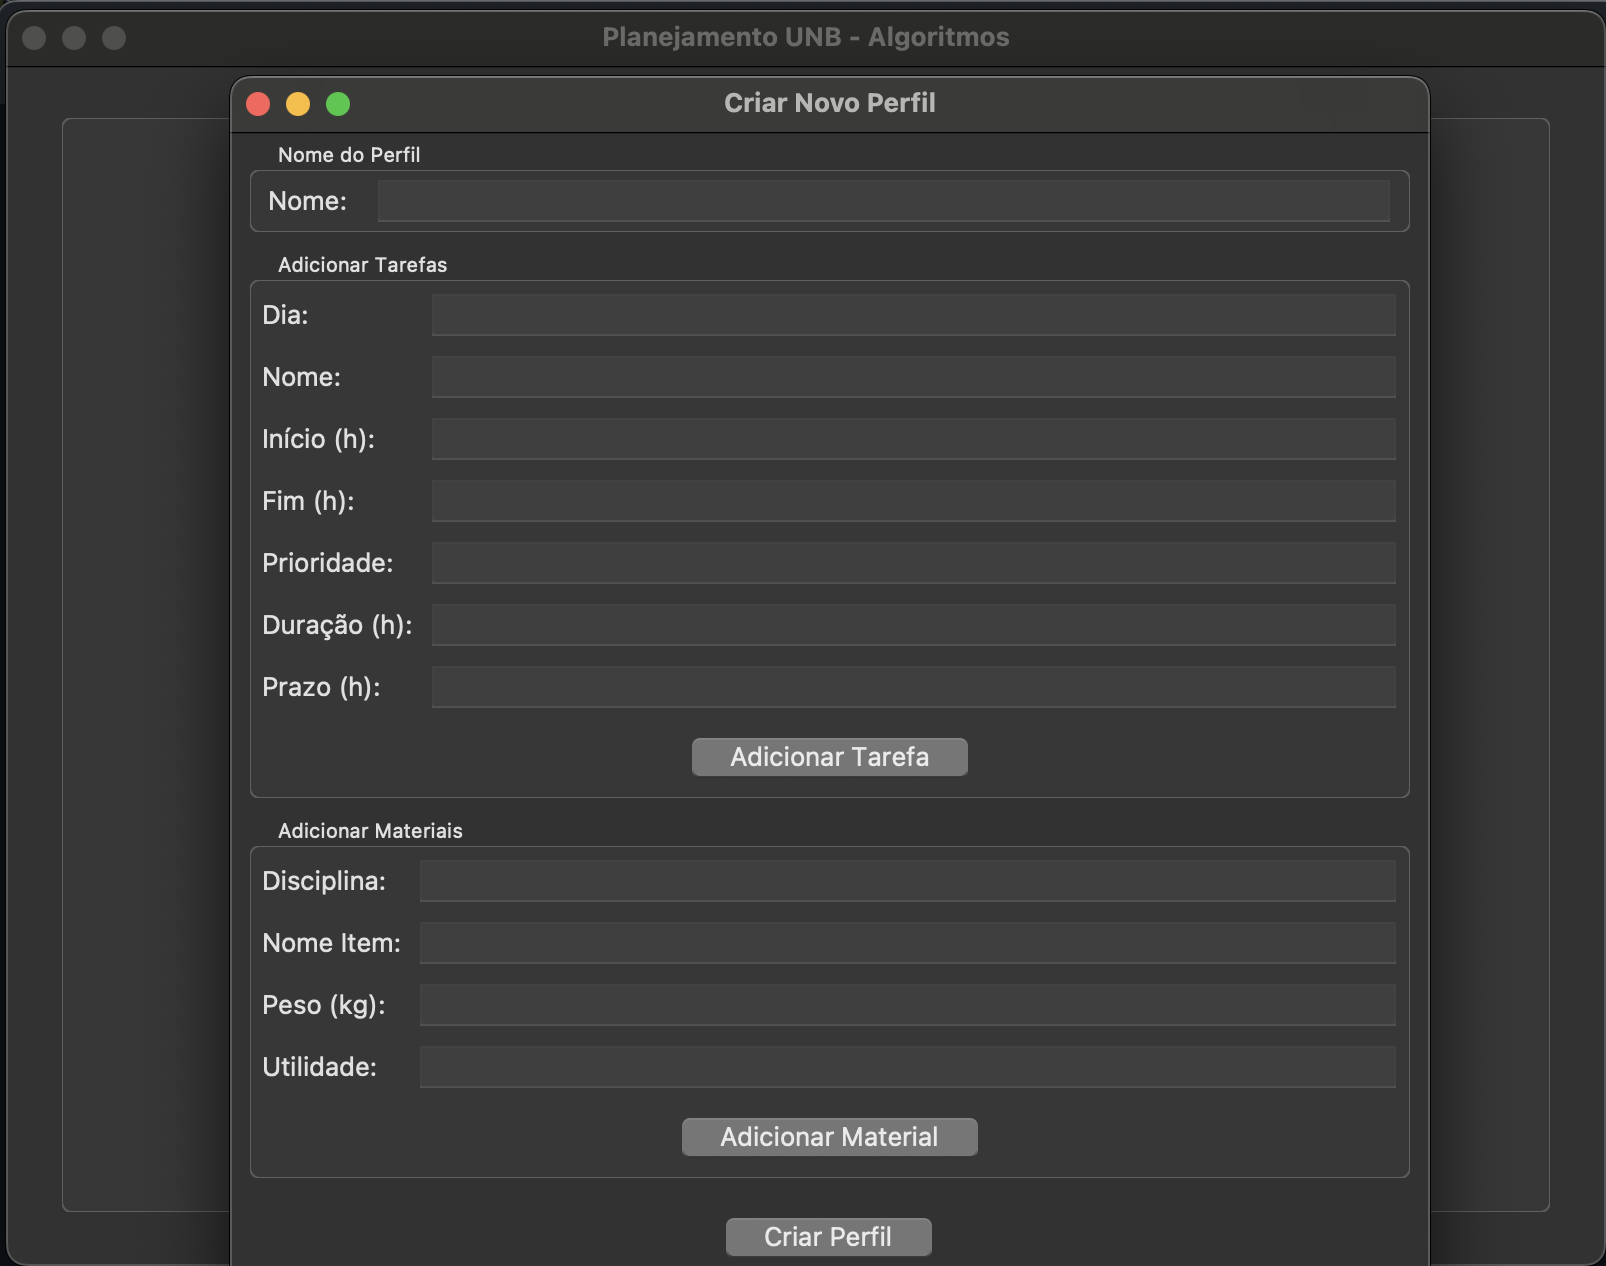 Planejamento UNB - Algoritmos
Criar Novo Perfil
Nome do Perfil
Nome:
Adicionar Tarefas
Dia:
Nome:
Início (h):
Fim (h):
Prioridade:
Duração (h):
Prazo (h):
Adicionar Tarefa
Adicionar Materiais
Disciplina:
Nome Item:
Peso (kg):
Utilidade:
Adicionar Material
Criar Perfil